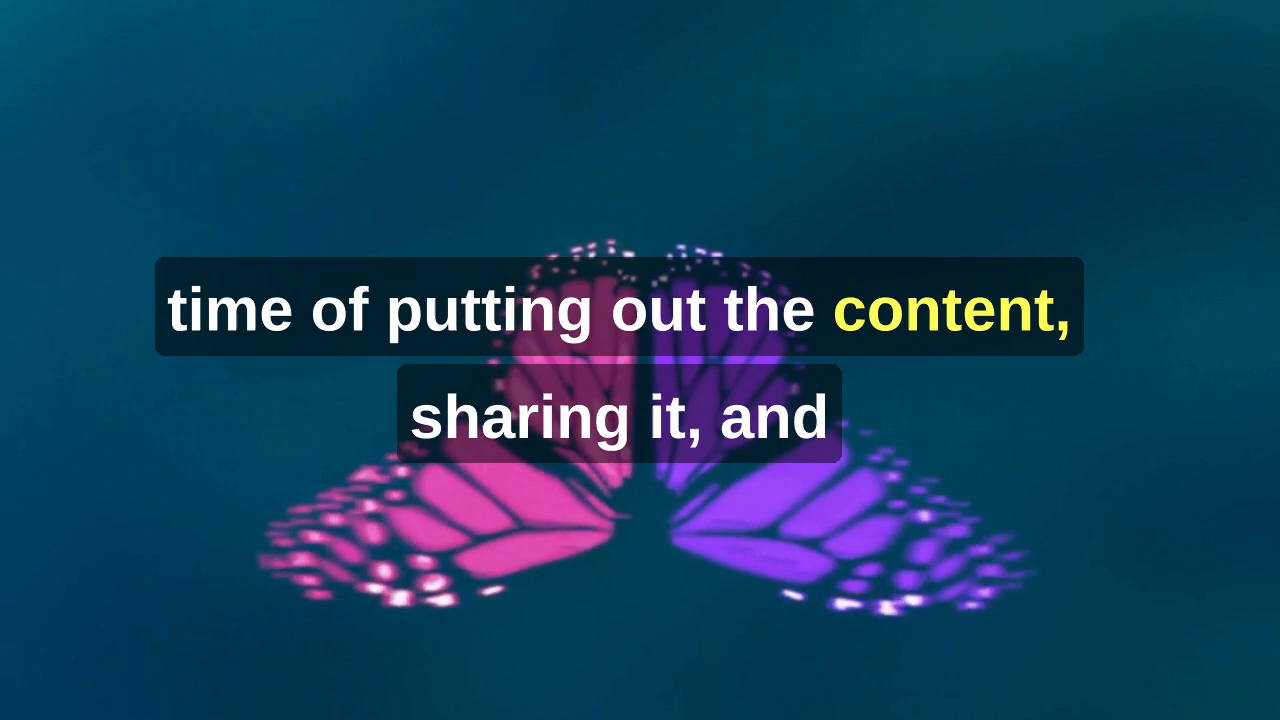 time of putting out the content,
sharing it, and